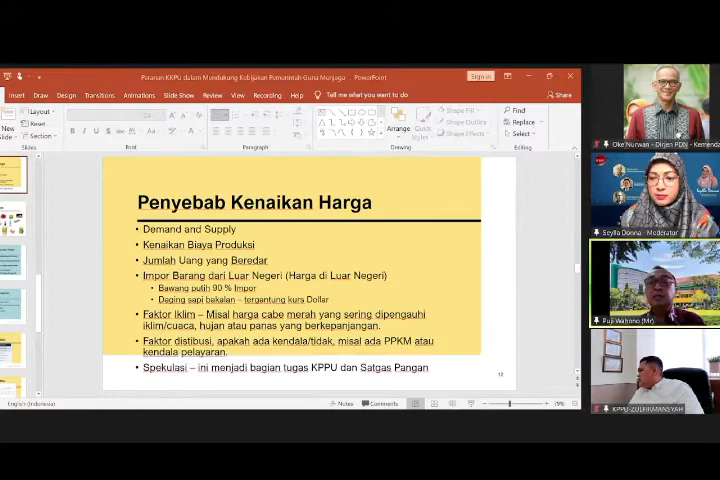 Peranan KKPU dalam Mendukung Kebijakan Pemerintah Guna Menjaga - PowerPoint
Sign in
Insert Draw Design Transitions Animations Slide Show Review View Recording Help Tell me what you want to do Share
New Slide
Layout
Reset
Section
Slides
B I U S abc
Font
Paragraph
Arrange
Quick Styles
Shape Fill
Shape Outline
Shape Effects
Drawing
Find
Replace
Select
Editing
Penyebab Kenaikan Harga
• Demand and Supply
• Kenaikan Biaya Produksi
• Jumlah Uang yang Beredar
• Impor Barang dari Luar Negeri (Harga di Luar Negeri)
• Bawang putih 90 % Impor
• Daging sapi bakalan – tergantung kurs Dollar
• Faktor Iklim – Misal harga cabe merah yang sering dipengauhi
iklim/cuaca, hujan atau panas yang berkepanjangan.
• Faktor distibusi, apakah ada kendala/tidak, misal ada PPKM atau
kendala pelayaran.
• Spekulasi – ini menjadi bagian tugas KPPU dan Satgas Pangan
12
English (Indonesia)
Notes
Comments
79%
Oke Nurwan - Dirjen PDN - Kemenda
Seylla Donna - Moderator
Puji Wahono (Mr)
KPPU-ZULFIRMANSYAH